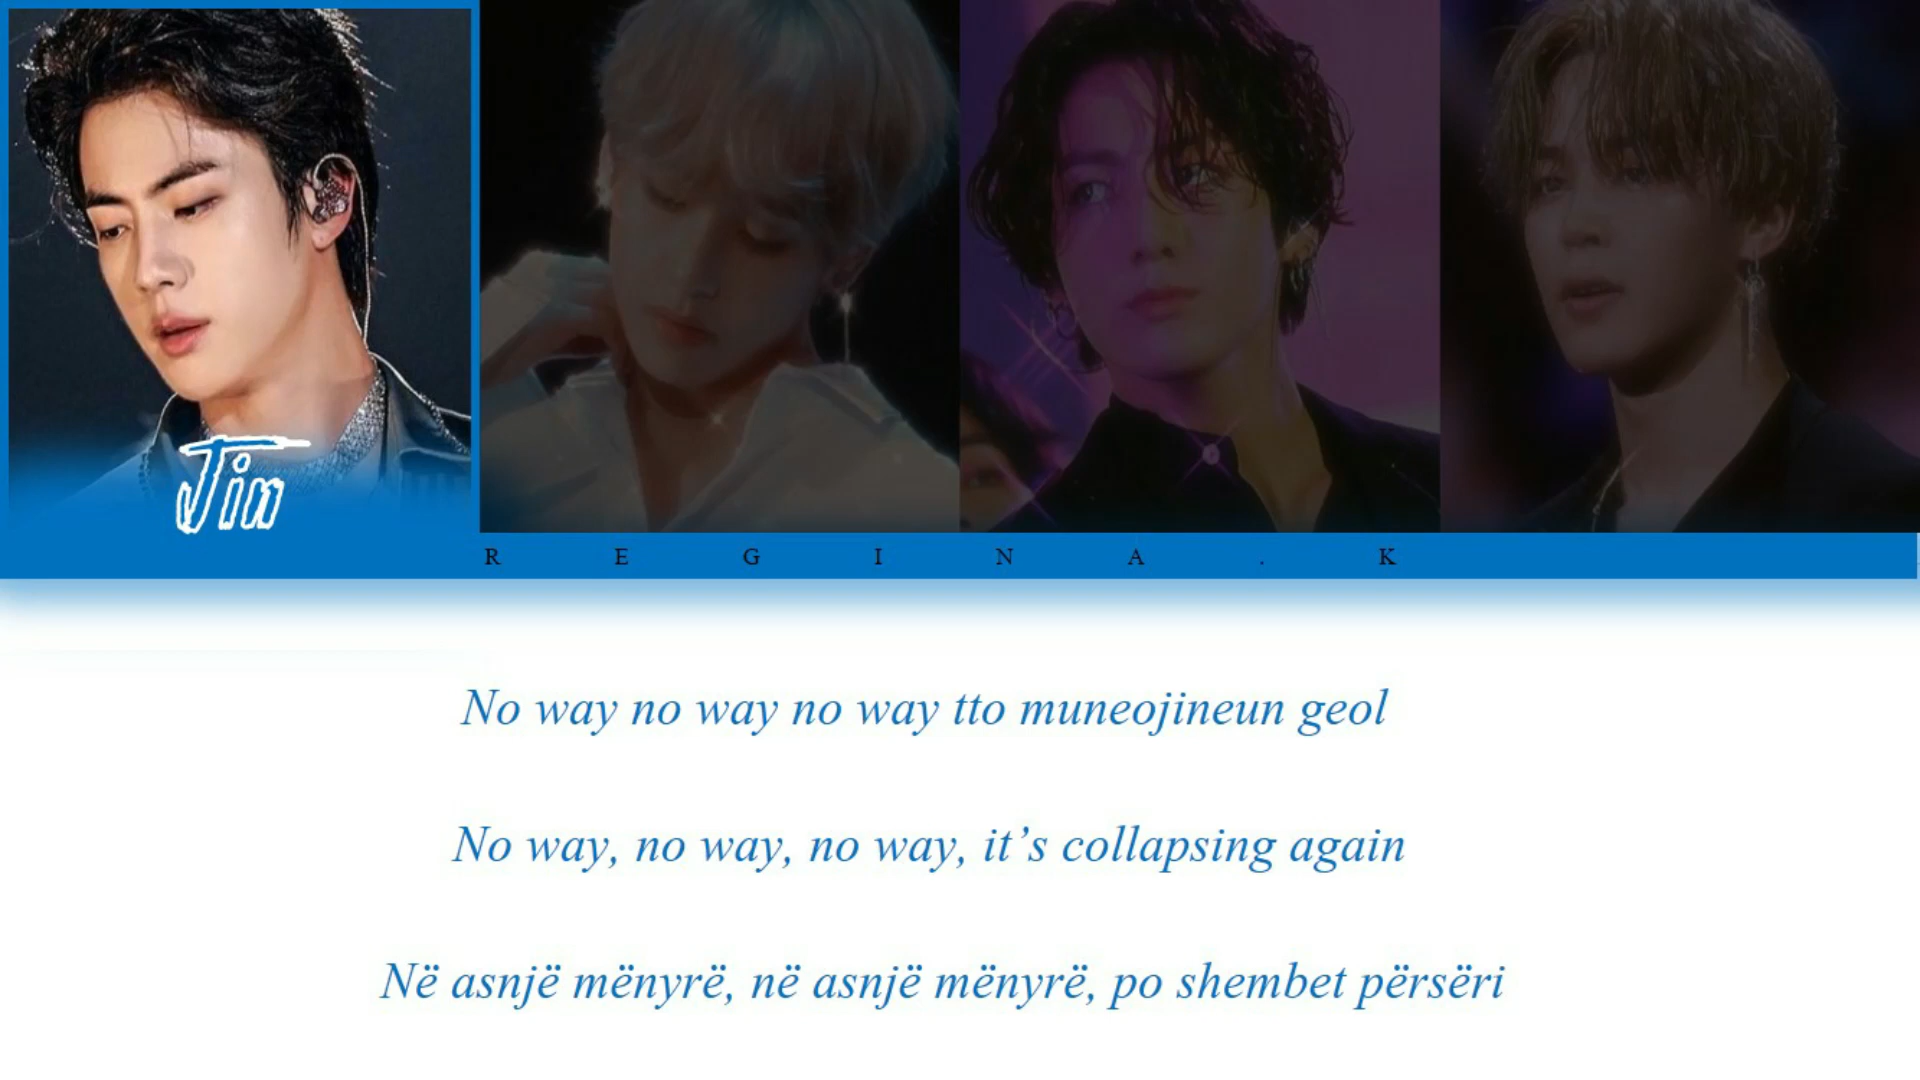 Jin
R E G I N A . K
No way no way no way tto muneojineun geol
No way, no way, no way, it’s collapsing again
Në asnjë mënyrë, në asnjë mënyrë, po shembet përsëri